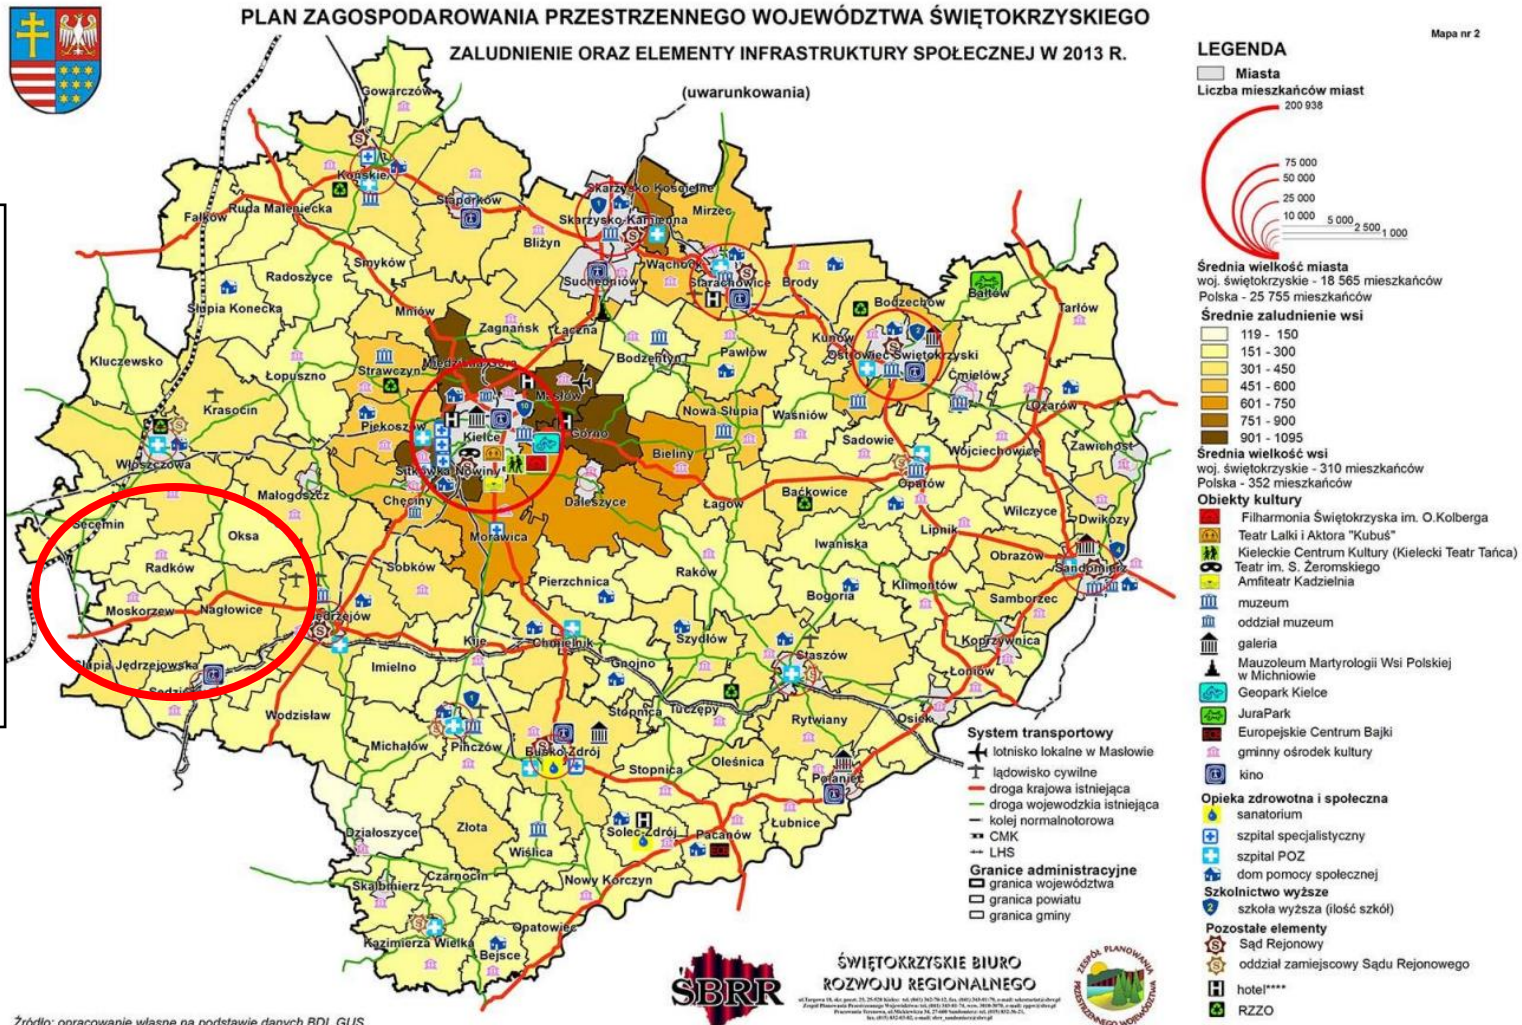 PLAN ZAGOSPODAROWANIA PRZESTRZENNEGO WOJEWÓDZTWA ŚWIĘTOKRZYSKIEGO
ZALUDNIENIE ORAZ ELEMENTY INFRASTRUKTURY SPOŁECZNEJ W 2013 R.
(uwarunkowania)
Mapa nr 2
LEGENDA
Miasta
Liczba mieszkańców miast
200 938
75 000
50 000
25 000
10 000
5 000
2 500
1 000
Średnia wielkość miasta
woj. świętokrzyskie - 18 565 mieszkańców
Polska - 25 755 mieszkańców
Średnie zaludnienie wsi
119 - 150
151 - 300
301 - 450
451 - 600
601 - 750
751 - 900
901 - 1095
Średnia wielkość wsi
woj. świętokrzyskie - 310 mieszkańców
Polska - 352 mieszkańców
Obiekty kultury
Filharmonia Świętokrzyska im. O.Kolberga
Teatr Lalki i Aktora "Kubuś"
Kieleckie Centrum Kultury (Kielecki Teatr Tańca)
Teatr im. S. Żeromskiego
Amfiteatr Kadzielnia
muzeum
oddział muzeum
galeria
Mauzoleum Martyrologii Wsi Polskiej
w Michniowie
Geopark Kielce
JuraPark
Europejskie Centrum Bajki
gminny ośrodek kultury
kino
Opieka zdrowotna i społeczna
sanatorium
szpital specjalistyczny
szpital POZ
dom pomocy społecznej
Szkolnictwo wyższe
szkoła wyższa (ilość szkół)
Pozostałe elementy
Sąd Rejonowy
oddział zamiejscowy Sądu Rejonowego
hotel****
RZZO
System transportowy
lotnisko lokalne w Masłowie
lądowisko cywilne
droga krajowa istniejąca
droga wojewodzkia istniejąca
kolej normalnotorowa
CMK
LHS
Granice administracyjne
granica województwa
granica powiatu
granica gminy
Gowarczów
Końskie
Stąporków
Ruda Maleniecka
Fałków
Skarżysko Kościelne
Skarżysko-Kamienna
Mirzec
Bliżyn
Smyków
Radoszyce
Słupia Konecka
Suchedniów
Wąchock
Starachowice
Brody
Bodzechów
Bałtów
Tarłów
Mniów
Zagnańsk
Łączna
Bodzentyn
Pawłów
Kunów
Ostrowiec Świętokrzyski
Ćmielów
Ożarów
Kluczewsko
Łopuszno
Strawczyn
Miedziana Góra
Masłów
Krasocin
Piekoszów
Kielce
Górno
Nowa Słupia
Waśniów
Sadowie
Wojciechowice
Zawichost
Włoszczowa
Sitkówka Nowiny
Bieliny
Opatów
Małogoszcz
Chęciny
Daleszyce
Łagów
Baćkowice
Wilczyce
Dwikozy
Secemin
Oksa
Morawica
Lipnik
Radków
Sobków
Pierzchnica
Raków
Iwaniska
Obrazów
Sandomierz
Klimontów
Samborzec
Moskorzew
Nagłowice
Bogoria
Kije
Chmielnik
Szydłów
Koprzywnica
Imielno
Gnojno
Staszów
Łoniów
Słupia Jędrzejowska
Wodzisław
Stopnica
Tuczępy
Rytwiany
Osiek
Michałów
Pińczów
Busko Zdrój
Stopnica
Oleśnica
Połaniec
Działoszyce
Złota
Wiślica
Solec-Zdrój
Pacanów
Łubnice
Skalbmierz
Czarnocin
Nowy Korczyn
Opatowiec
Kazimierza Wielka
Bejsce
ŚBRR
ŚWIĘTOKRZYSKIE BIURO
ROZWOJU REGIONALNEGO
ZESPÓŁ PLANOWANIA
PRZESTRZENNEGO WOJEWÓDZTWA
Źródło: opracowanie własne na podstawie danych BDL GUS